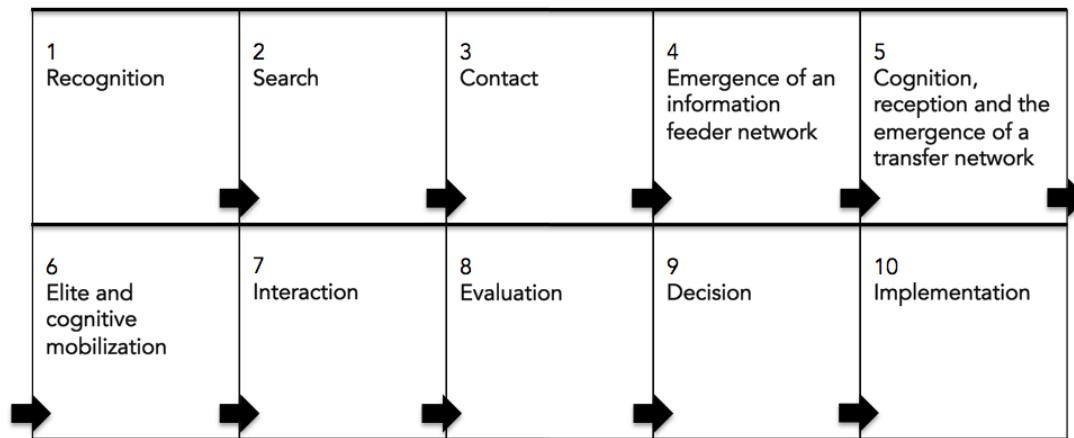 1
Recognition
2
Search
3
Contact
4
Emergence of an
information
feeder network
5
Cognition,
reception and the
emergence of a
transfer network
6
Elite and
cognitive
mobilization
7
Interaction
8
Evaluation
9
Decision
10
Implementation